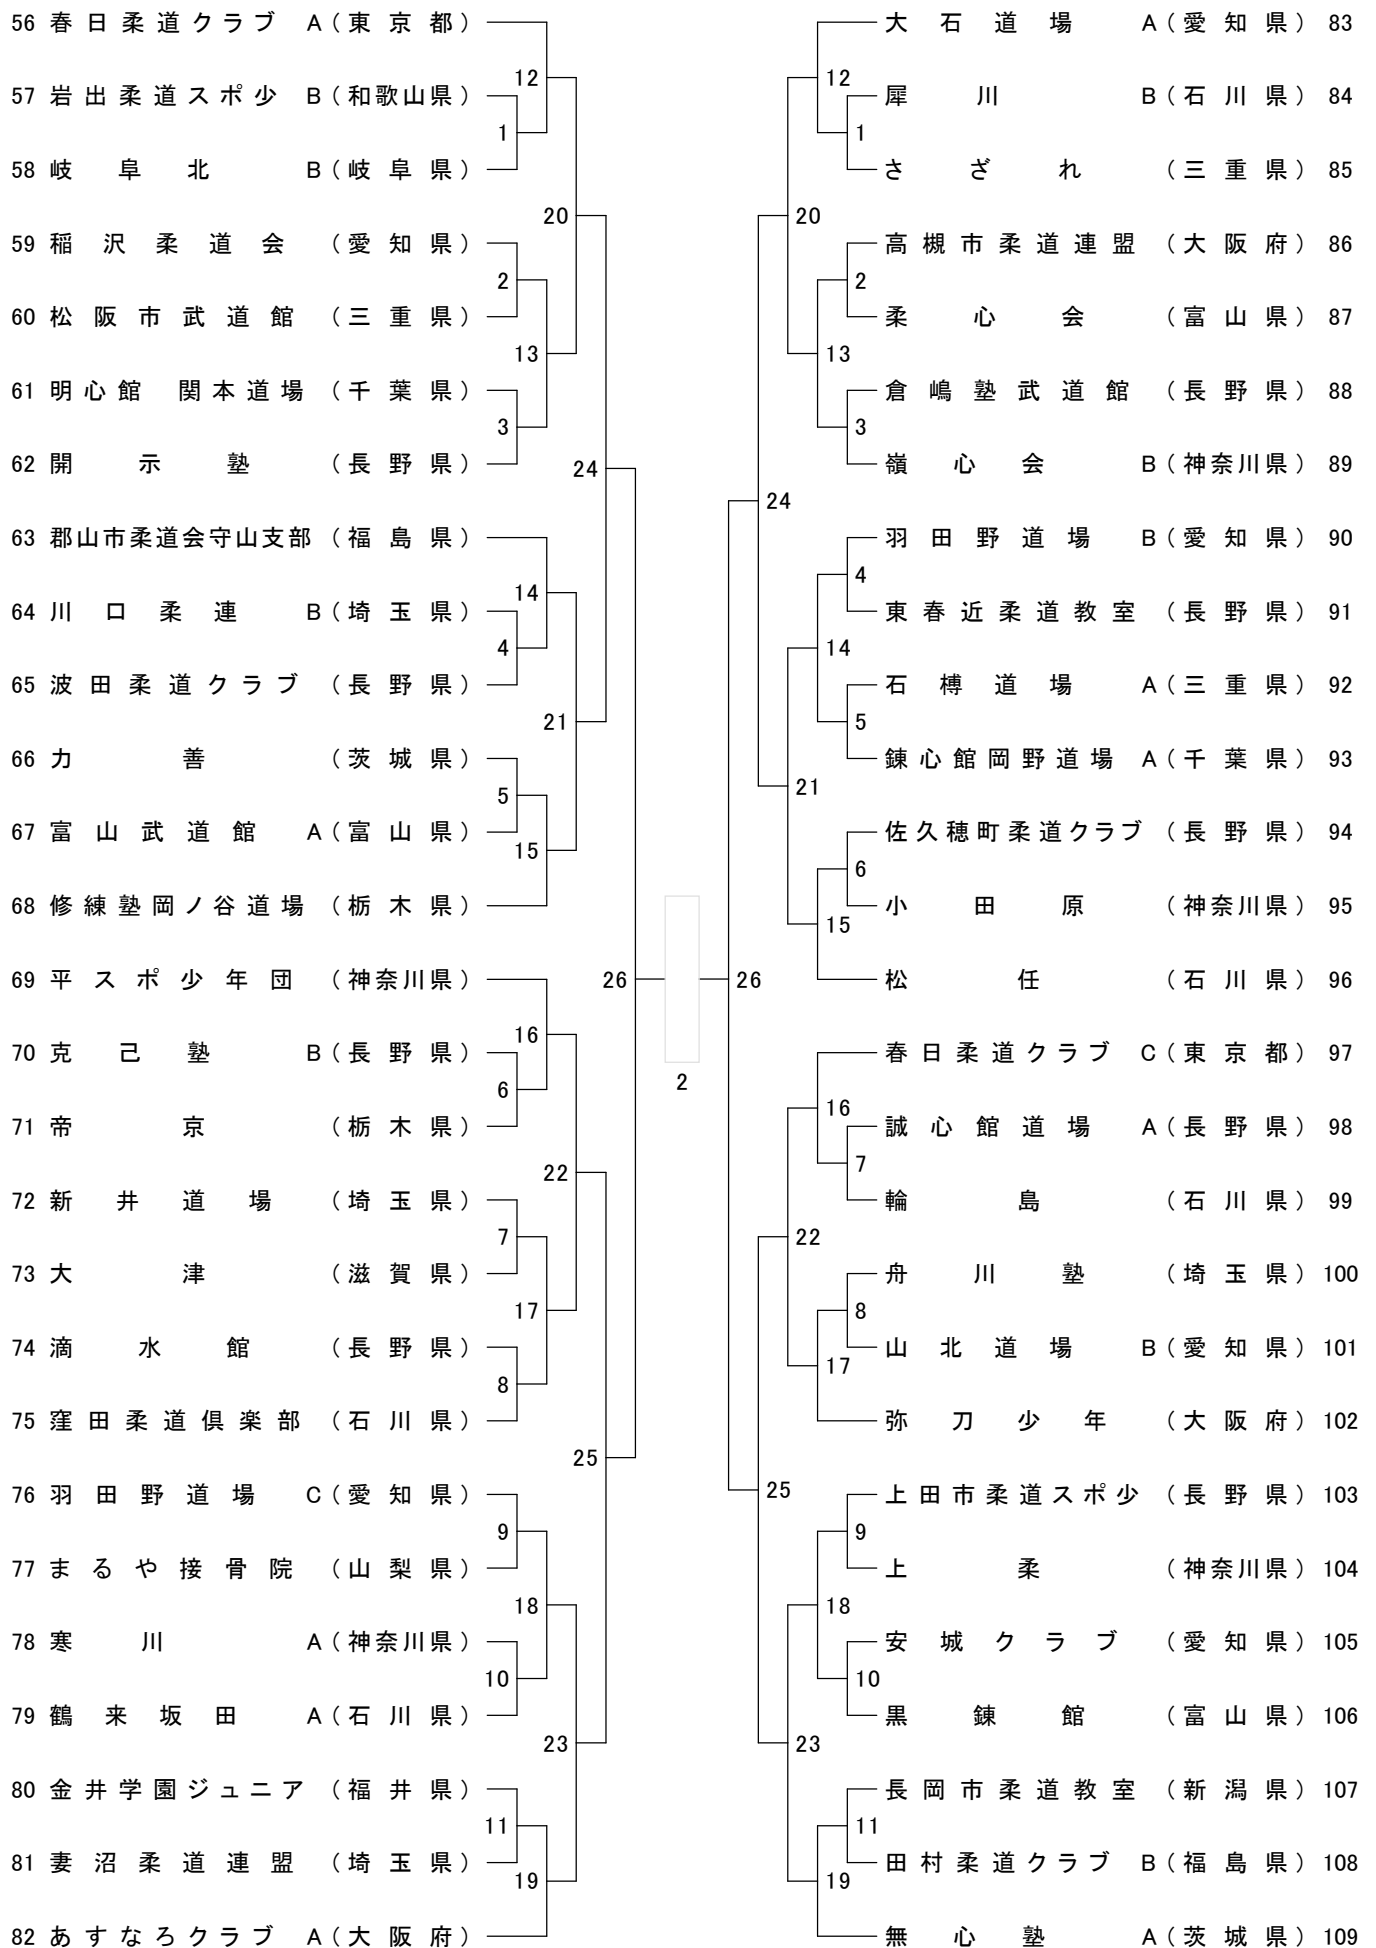 56 春日柔道クラブ A(東京都)
12
57 岩出柔道スポ少 B(和歌山県)
1
58 岐阜北 B(岐阜県)
20
59 稲沢柔道会 (愛知県)
2
60 松阪市武道館 (三重県)
13
61 明心館 関本道場 (千葉県)
3
62 開示塾 (長野県)
24
63 郡山市柔道会守山支部 (福島県)
14
64 川口柔連 B(埼玉県)
4
65 波田柔道クラブ (長野県)
21
66 力善 (茨城県)
5
67 富山武道館 A(富山県)
15
68 修練塾岡ノ谷道場 (栃木県)
69 平スポ少年団 (神奈川県)
26
16
70 克己塾 B(長野県)
6
71 帝京 (栃木県)
22
72 新井道場 (埼玉県)
7
73 大津 (滋賀県)
17
74 滴水館 (長野県)
8
75 窪田柔道倶楽部 (石川県)
25
76 羽田野道場 C(愛知県)
9
77 まるや接骨院 (山梨県)
18
78 寒川 A(神奈川県)
10
79 鶴来坂田 A(石川県)
23
80 金井学園ジュニア (福井県)
11
81 妻沼柔道連盟 (埼玉県)
19
82 あすなろクラブ A(大阪府)
2
大石道場 A(愛知県) 83
12
犀川 B(石川県) 84
1
さざれ (三重県) 85
20
高槻市柔道連盟 (大阪府) 86
2
柔心会 (富山県) 87
13
倉嶋塾武道館 (長野県) 88
3
嶺心会 B(神奈川県) 89
24
羽田野道場 B(愛知県) 90
4
東春近柔道教室 (長野県) 91
14
石榑道場 A(三重県) 92
5
錬心館岡野道場 A(千葉県) 93
21
佐久穂町柔道クラブ (長野県) 94
6
小田原 (神奈川県) 95
15
松任 (石川県) 96
26
春日柔道クラブ C(東京都) 97
16
誠心館道場 A(長野県) 98
7
輪島 (石川県) 99
22
舟川塾 (埼玉県) 100
8
山北道場 B(愛知県) 101
17
弥刀少年 (大阪府) 102
25
上田市柔道スポ少 (長野県) 103
9
上柔 (神奈川県) 104
18
安城クラブ (愛知県) 105
10
黒錬館 (富山県) 106
23
長岡市柔道教室 (新潟県) 107
11
田村柔道クラブ B(福島県) 108
19
無心塾 A(茨城県) 109